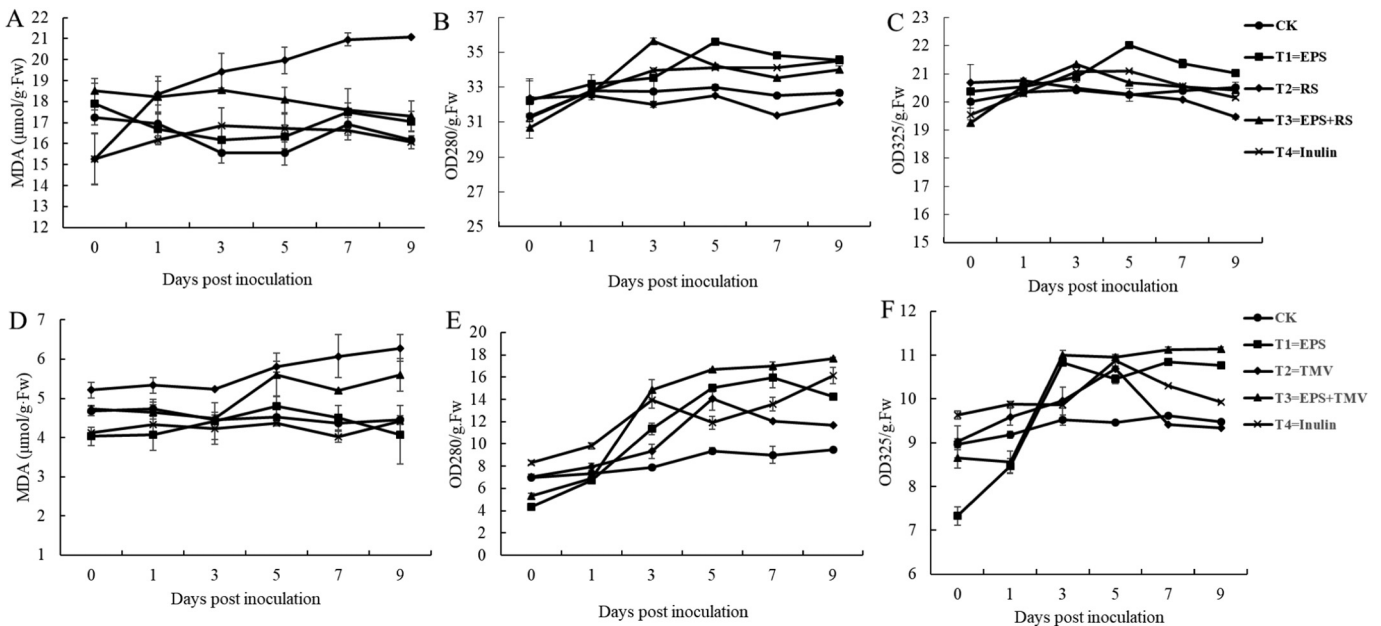 A
MDA (µmol/g·Fw)
22
21
20
19
18
17
16
15
14
13
12
0 1 3 5 7 9
Days post inoculation
B
OD280/g.Fw
37
35
33
31
29
27
25
0 1 3 5 7 9
Days post inoculation
C
OD325/g.Fw
23
22
21
20
19
18
17
16
15
0 1 3 5 7 9
Days post inoculation
CK
T1=EPS
T2=RS
T3=EPS+RS
T4=Inulin
D
MDA (µmol/g·Fw)
7
6
5
4
3
2
1
0 1 3 5 7 9
Days post inoculation
E
OD280/g.Fw
20
18
16
14
12
10
8
6
4
2
0
0 1 3 5 7 9
Days post inoculation
F
OD325/g.Fw
12
11
10
9
8
7
6
0 1 3 5 7 9
Days post inoculation
CK
T1=EPS
T2=TMV
T3=EPS+TMV
T4=Inulin